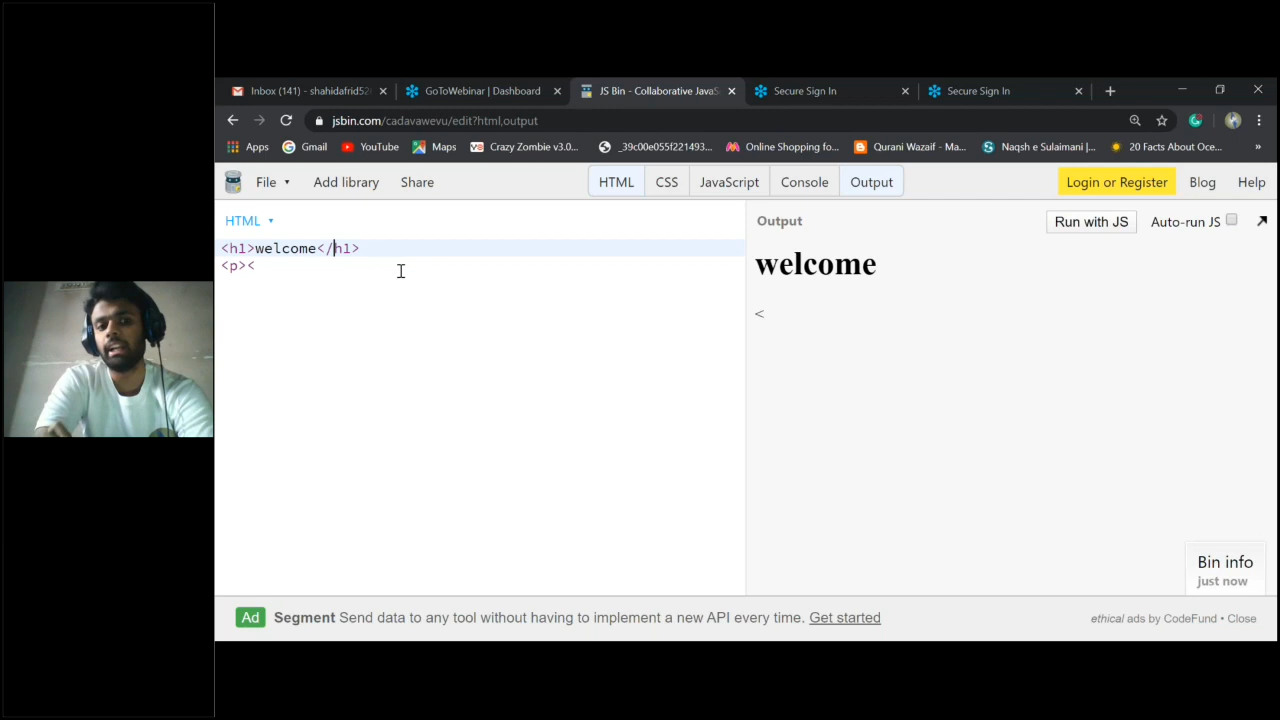 Inbox (141) - shahidafrid52
GoToWebinar | Dashboard
JS Bin - Collaborative JavaS
Secure Sign In
Secure Sign In
jsbin.com/cadavawevu/edit?html,output
Apps
Gmail
YouTube
Maps
Crazy Zombie v3.0...
_39c00e055f221493...
Online Shopping fo...
Qurani Wazaif - Ma...
Naqsh e Sulaimani |...
20 Facts About Oce...
»
File
Add library
Share
HTML
CSS
JavaScript
Console
Output
Login or Register
Blog
Help
HTML
<h1>welcome</h1>
<p><
Output
Run with JS
Auto-run JS
welcome
<
Bin info
just now
Ad
Segment Send data to any tool without having to implement a new API every time. Get started
ethical ads by CodeFund • Close